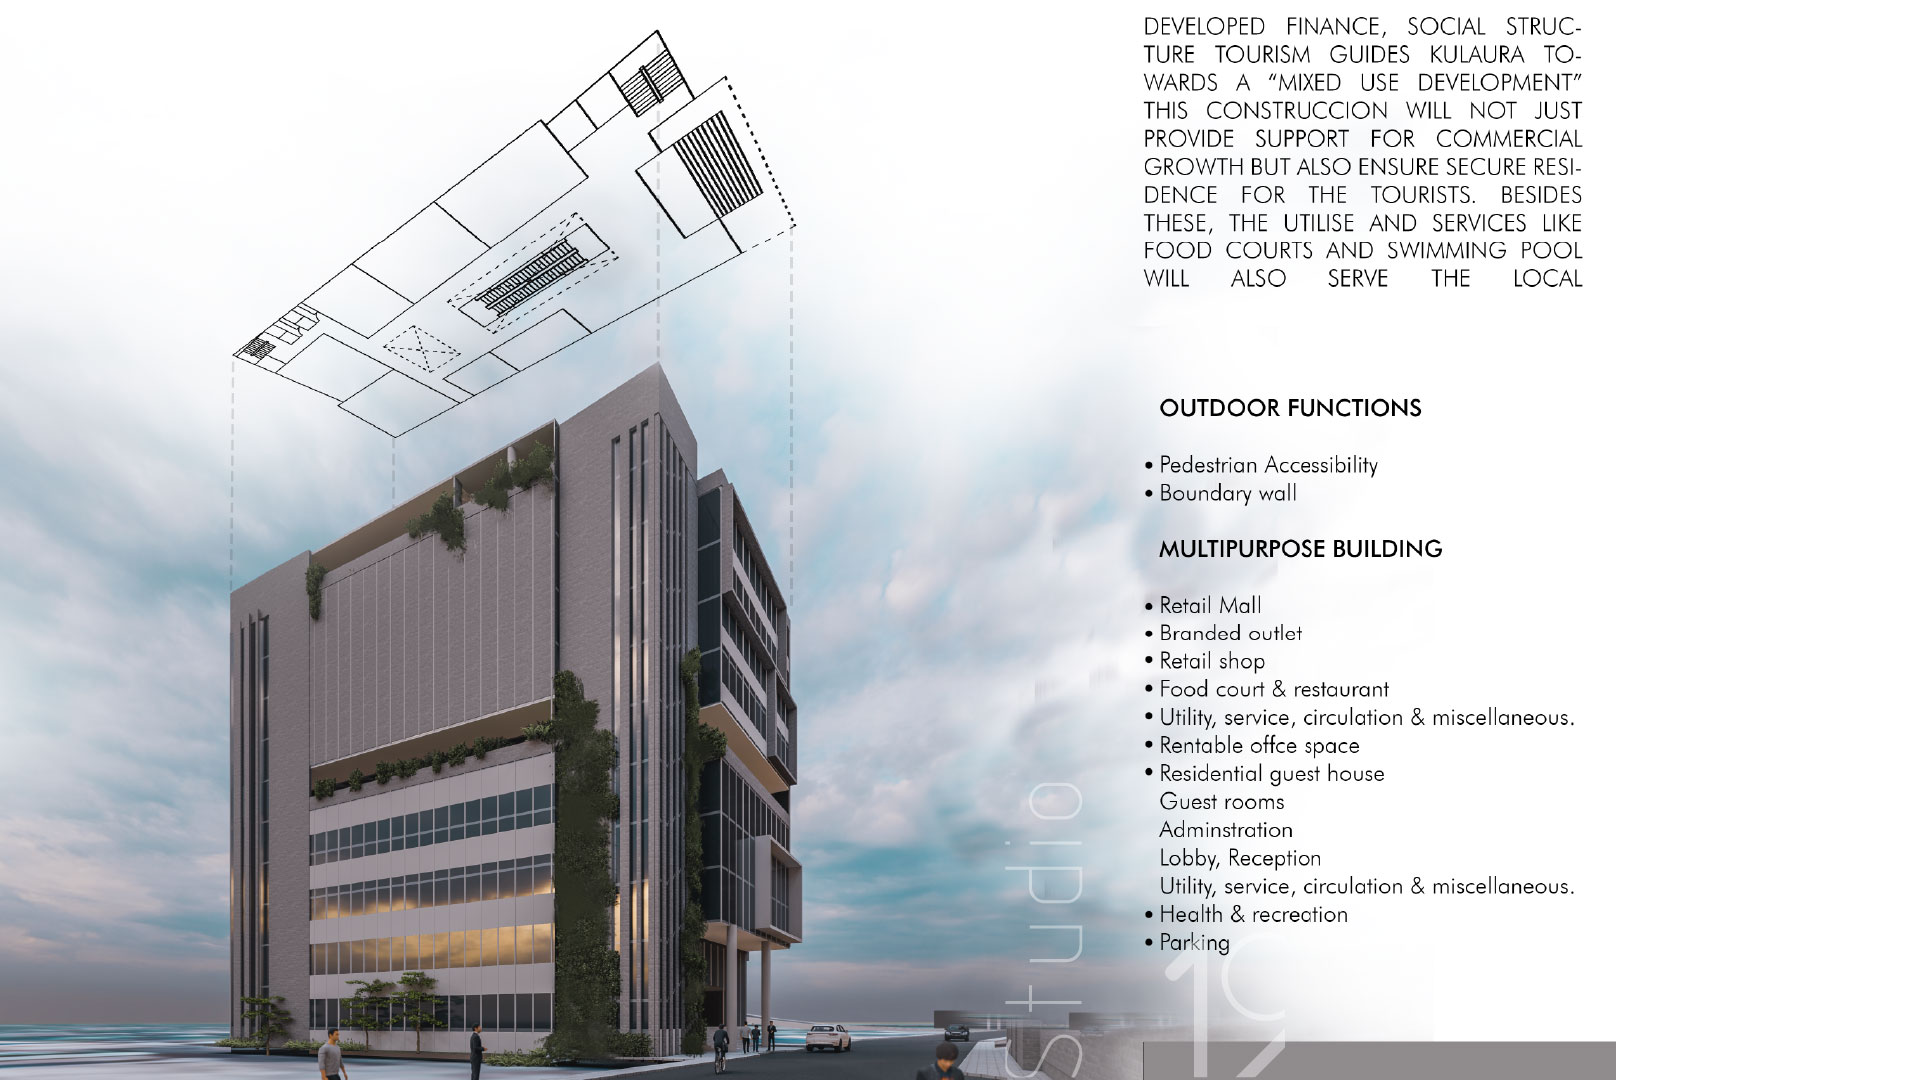 DEVELOPED FINANCE, SOCIAL STRUC-
TURE TOURISM GUIDES KULAURA TO-
WARDS A “MIXED USE DEVELOPMENT”
THIS CONSTRUCCION WILL NOT JUST
PROVIDE SUPPORT FOR COMMERCIAL
GROWTH BUT ALSO ENSURE SECURE RESI-
DENCE FOR THE TOURISTS. BESIDES
THESE, THE UTILISE AND SERVICES LIKE
FOOD COURTS AND SWIMMING POOL
WILL ALSO SERVE THE LOCAL
OUTDOOR FUNCTIONS
• Pedestrian Accessibility
• Boundary wall
MULTIPURPOSE BUILDING
• Retail Mall
• Branded outlet
• Retail shop
• Food court & restaurant
• Utility, service, circulation & miscellaneous.
• Rentable offce space
• Residential guest house
Guest rooms
Adminstration
Lobby, Reception
Utility, service, circulation & miscellaneous.
• Health & recreation
• Parking
Studio
19